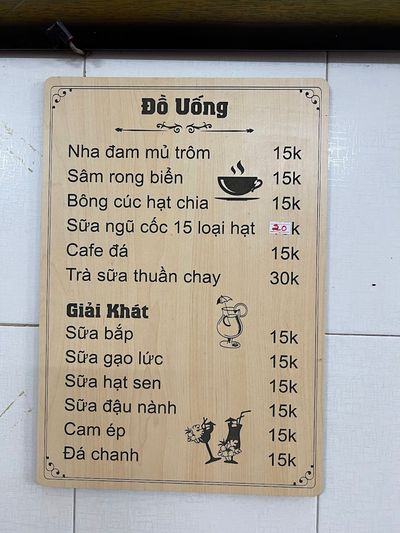 Đồ Uống
Nha đam mủ trôm 15k
Sâm rong biển 15k
Bông cúc hạt chia 15k
Sữa ngũ cốc 15 loại hạt 20k
Cafe đá 15k
Trà sữa thuần chay 30k
Giải Khát
Sữa bắp 15k
Sữa gạo lức 15k
Sữa hạt sen 15k
Sữa đậu nành 15k
Cam ép 15k
Đá chanh 15k